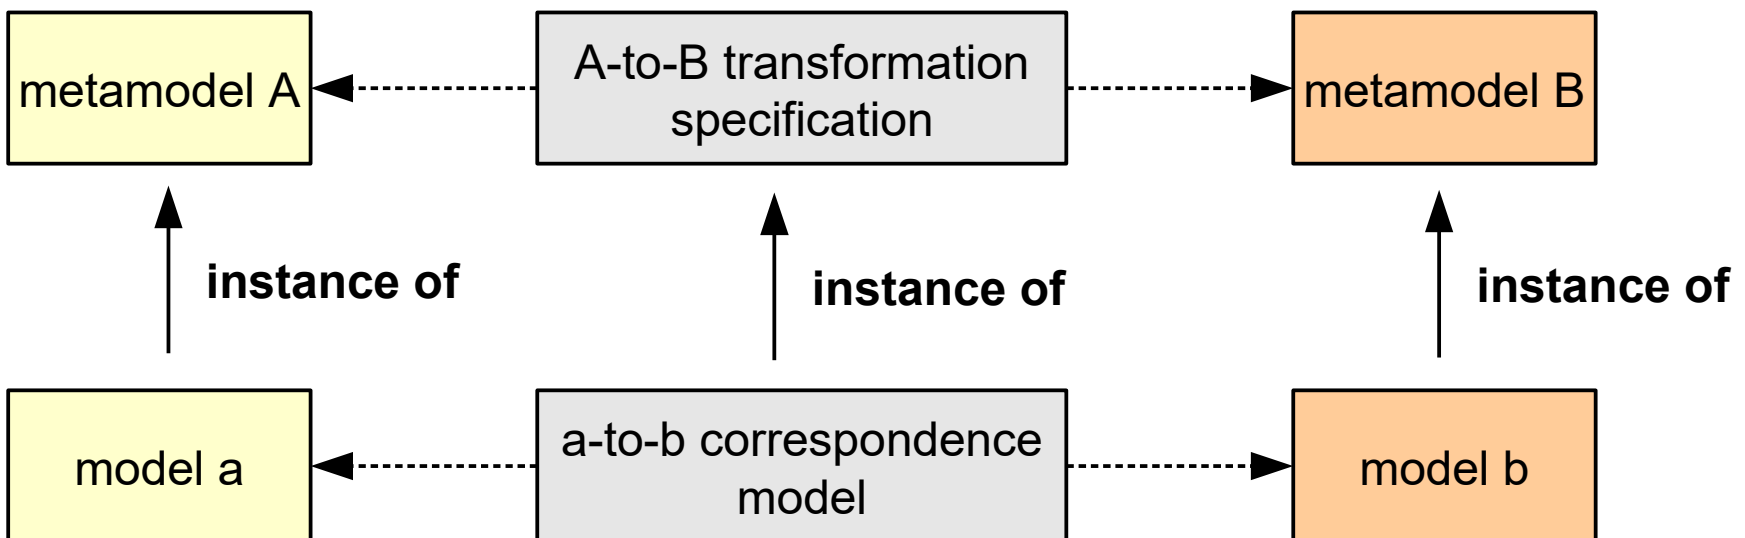 metamodel A
A-to-B transformation
specification
metamodel B
instance of
instance of
instance of
model a
a-to-b correspondence
model
model b